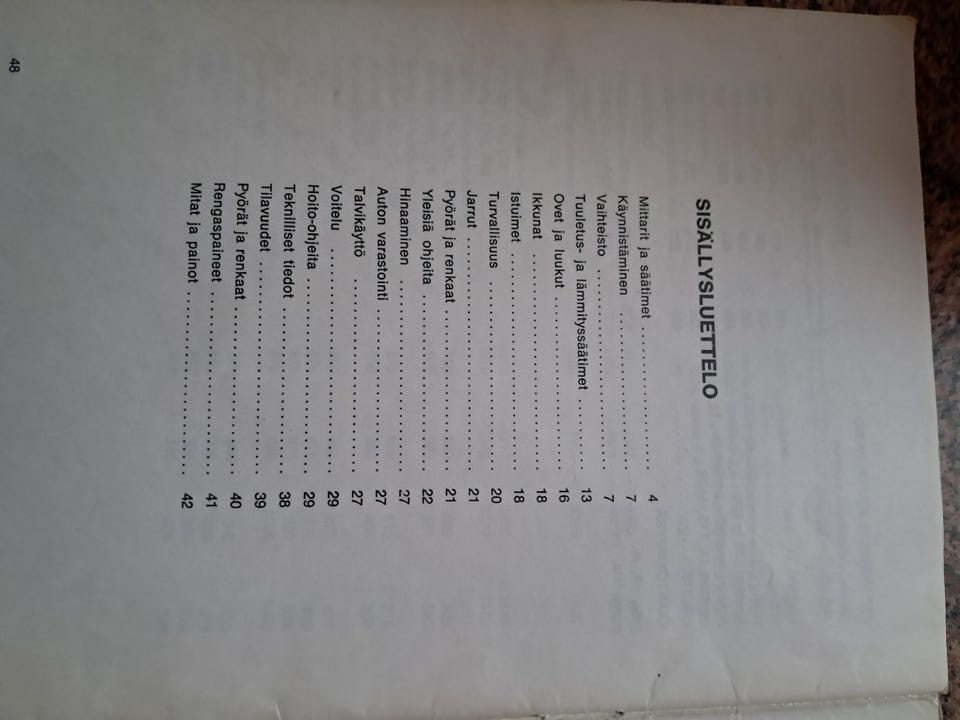 SISÄLLYSLUETTELO
Mittarit ja säätimet . . . . . . . . . . . . . . . . . . . . 4
Käynnistäminen . . . . . . . . . . . . . . . . . . . . . 7
Vaihteisto . . . . . . . . . . . . . . . . . . . . . . . . . . 7
Tuuletus- ja lämmityssäätimet . . . . . . . . . . 13
Ovet ja luukut . . . . . . . . . . . . . . . . . . . . . . . 16
Ikkunat . . . . . . . . . . . . . . . . . . . . . . . . . . . . 18
Istuimet . . . . . . . . . . . . . . . . . . . . . . . . . . . 18
Turvallisuus . . . . . . . . . . . . . . . . . . . . . . . . 20
Jarrut . . . . . . . . . . . . . . . . . . . . . . . . . . . . . 21
Pyörät ja renkaat . . . . . . . . . . . . . . . . . . . . 21
Yleisiä ohjeita . . . . . . . . . . . . . . . . . . . . . . . 22
Hinaaminen . . . . . . . . . . . . . . . . . . . . . . . . 27
Auton varastointi . . . . . . . . . . . . . . . . . . . . 27
Talvikäyttö . . . . . . . . . . . . . . . . . . . . . . . . . 27
Voitelu . . . . . . . . . . . . . . . . . . . . . . . . . . . . 29
Hoito-ohjeita . . . . . . . . . . . . . . . . . . . . . . . 29
Teknilliset tiedot . . . . . . . . . . . . . . . . . . . . 38
Tilavuudet . . . . . . . . . . . . . . . . . . . . . . . . . 39
Pyörät ja renkaat . . . . . . . . . . . . . . . . . . . . 40
Rengaspaineet . . . . . . . . . . . . . . . . . . . . . . 41
Mitat ja painot . . . . . . . . . . . . . . . . . . . . . . 42
48